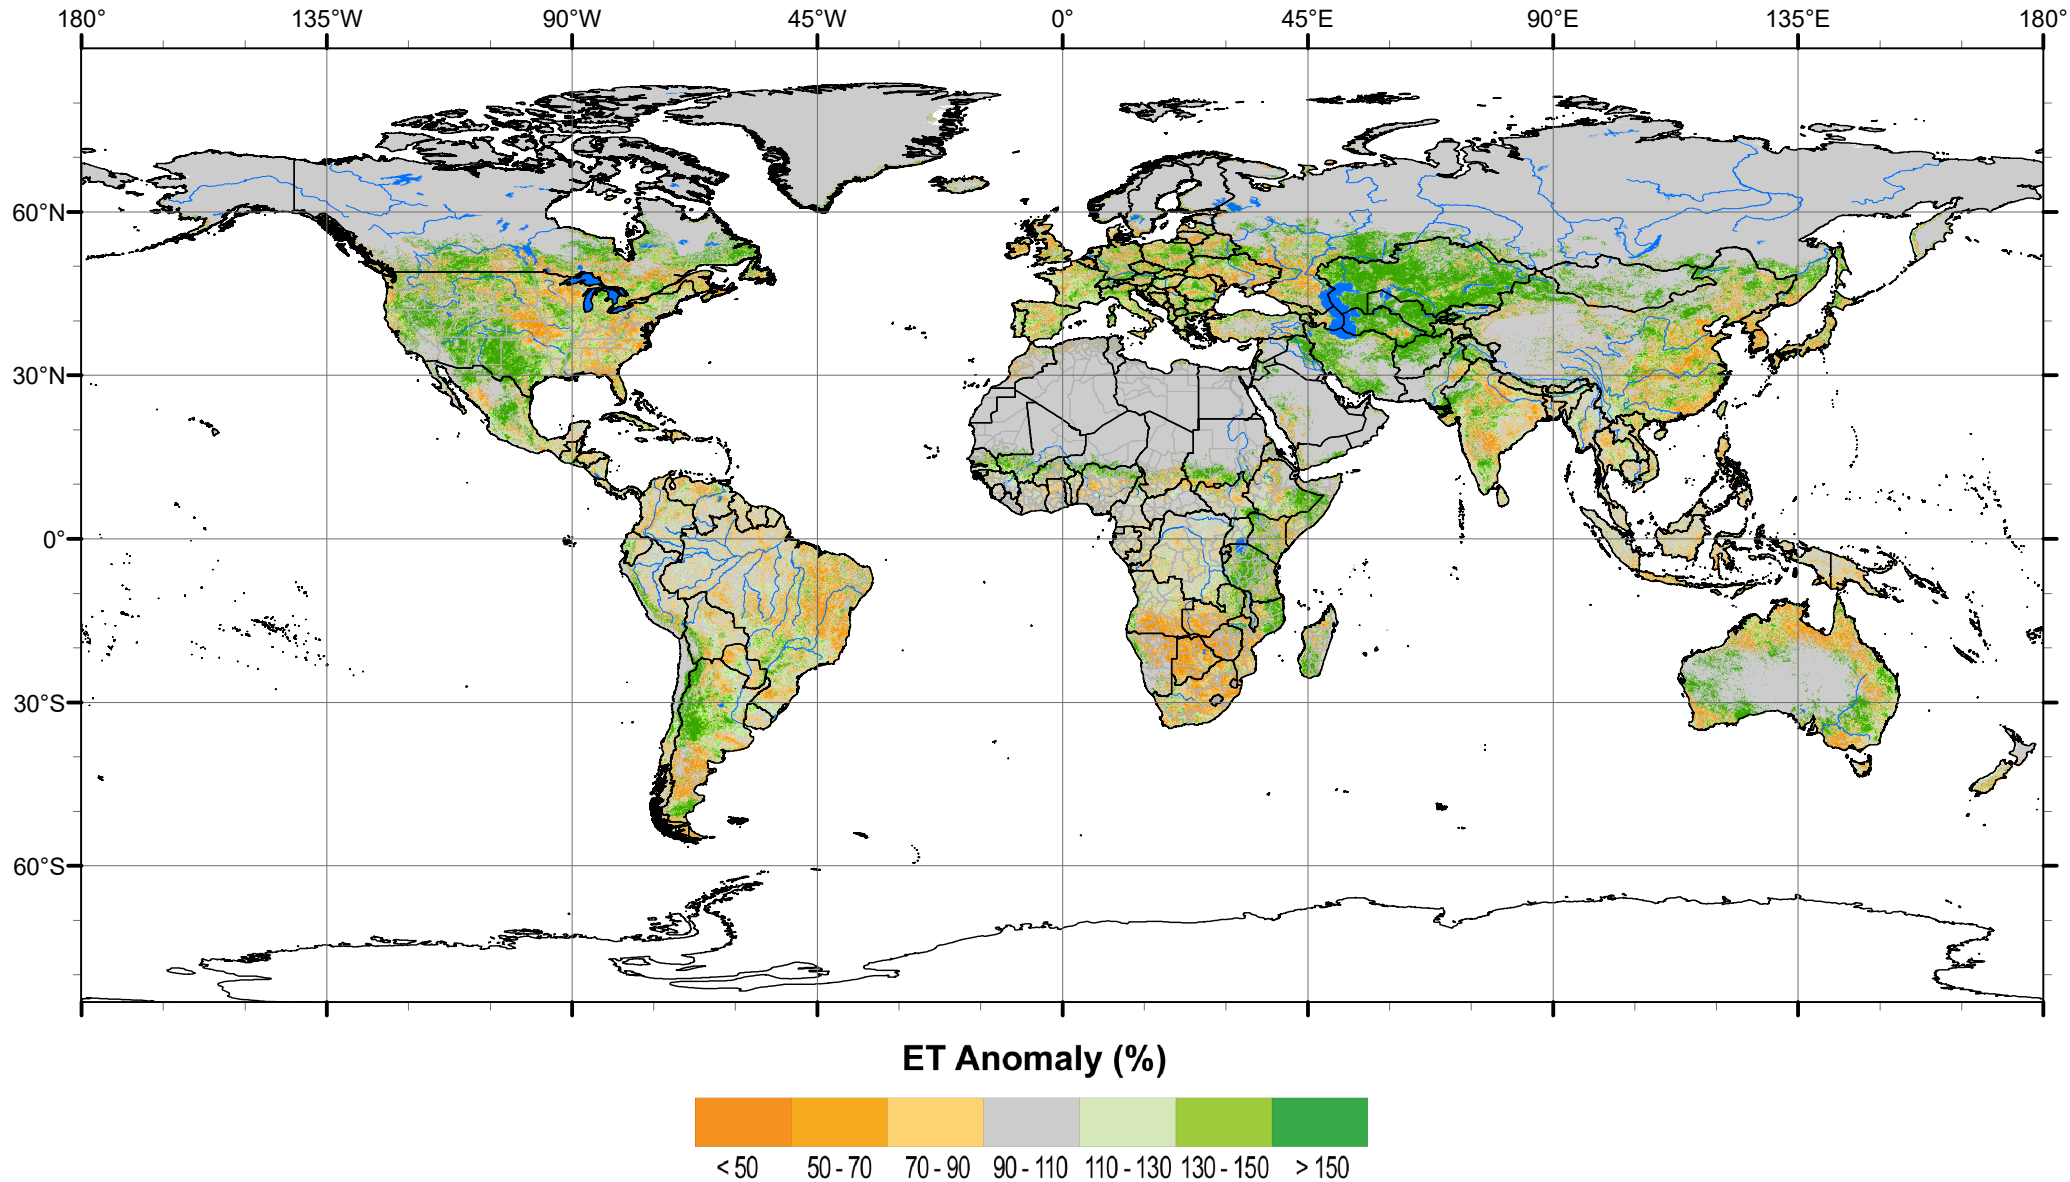 180° 135°W 90°W 45°W 0° 45°E 90°E 135°E 180°
60°N
30°N
0°
30°S
60°S
ET Anomaly (%)
< 50 50 - 70 70 - 90 90 - 110 110 - 130 130 - 150 > 150